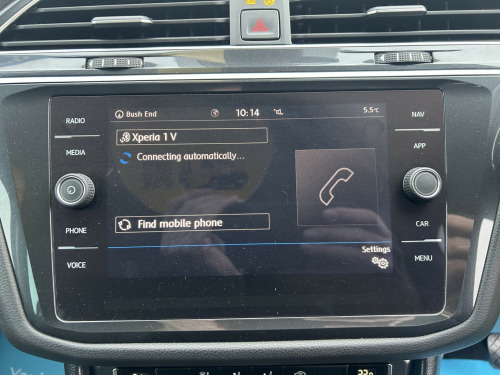 Bush End 10:14 5.5°C
RADIO
MEDIA
PHONE
VOICE
Xperia 1 V
Connecting automatically...
Find mobile phone
Settings
NAV
APP
CAR
MENU